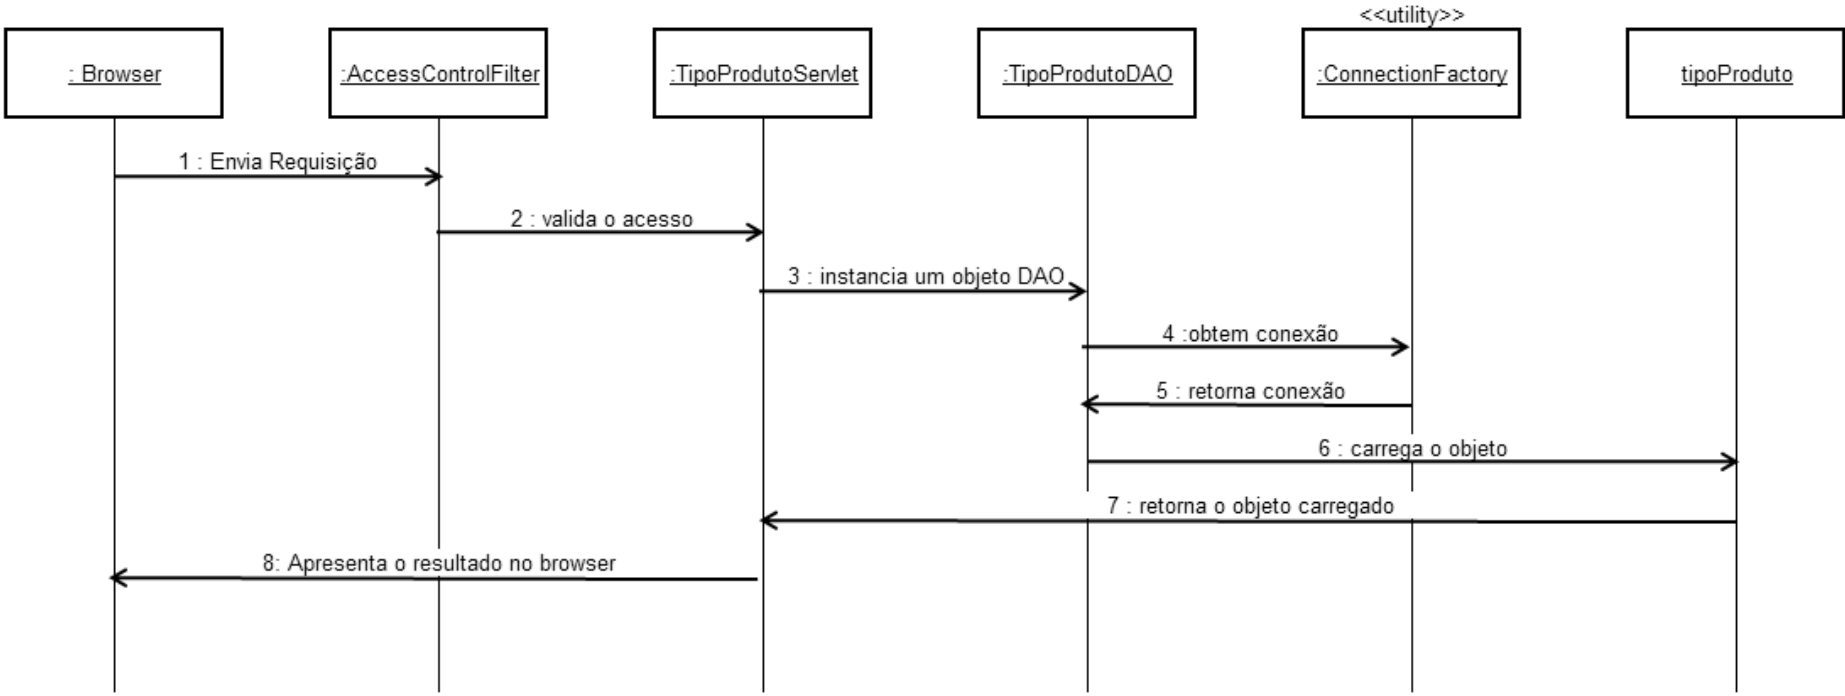 <<utility>>
: Browser
:AccessControlFilter
:TipoProdutoServlet
:TipoProdutoDAO
:ConnectionFactory
tipoProduto
1 : Envia Requisição
2 : valida o acesso
3 : instancia um objeto DAO
4 :obtem conexão
5 : retorna conexão
6 : carrega o objeto
7 : retorna o objeto carregado
8: Apresenta o resultado no browser